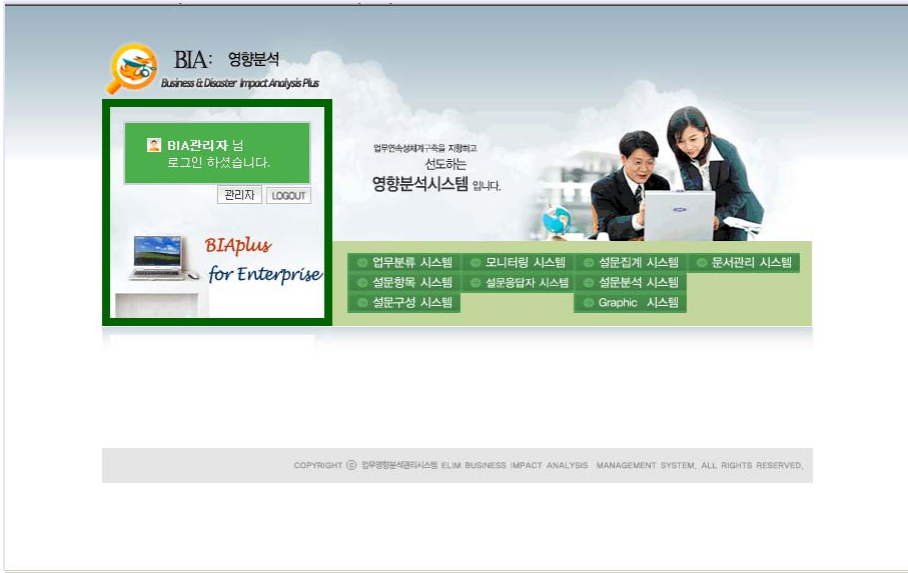 BIA: 영향분석
Business & Disaster Impact Analysis Plus
BIA관리자 님
로그인 하셨습니다.
관리자 LOGOUT
BIAplus
for Enterprise
업무연속성체계구축을 지향하고
선도하는
영향분석시스템 입니다.
업무분류 시스템 모니터링 시스템 설문집계 시스템 문서관리 시스템
설문항목 시스템 설문응답자 시스템 설문분석 시스템
설문구성 시스템 Graphic 시스템
COPYRIGHT ⓒ 업무영향분석관리시스템 ELIM BUSINESS IMPACT ANALYSIS MANAGEMENT SYSTEM, ALL RIGHTS RESERVED,